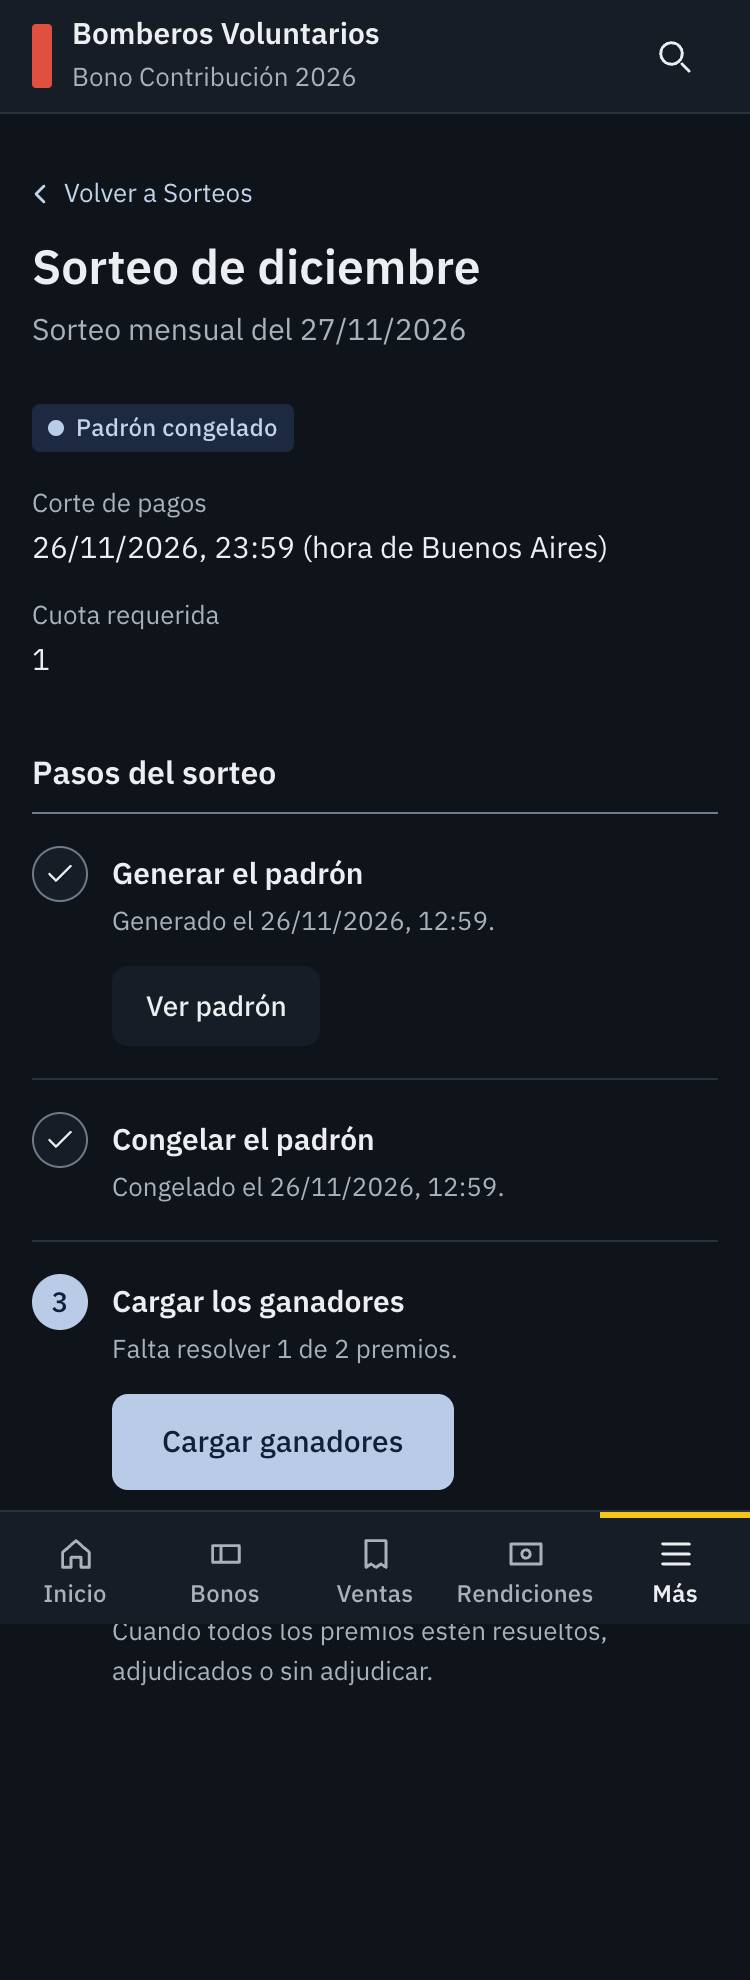 Bomberos Voluntarios
Bono Contribución 2026
Volver a Sorteos
Sorteo de diciembre
Sorteo mensual del 27/11/2026
Padrón congelado
Corte de pagos
26/11/2026, 23:59 (hora de Buenos Aires)
Cuota requerida
1
Pasos del sorteo
Generar el padrón
Generado el 26/11/2026, 12:59.
Ver padrón
Congelar el padrón
Congelado el 26/11/2026, 12:59.
3
Cargar los ganadores
Falta resolver 1 de 2 premios.
Cargar ganadores
Inicio
Bonos
Ventas
Rendiciones
Más
Cuando todos los premios estén resueltos,
adjudicados o sin adjudicar.